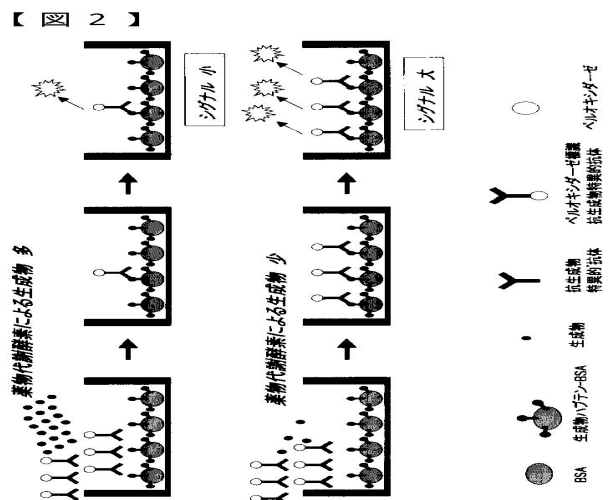 【図2】
薬物代謝酵素による生成物 多
シグナル 小
薬物代謝酵素による生成物 少
シグナル 大
BSA
生成物ハプテン-BSA
生成物
抗生成物
特異的抗体
ペルオキシダーゼ標識
抗生成物特異的抗体
ペルオキシダーゼ